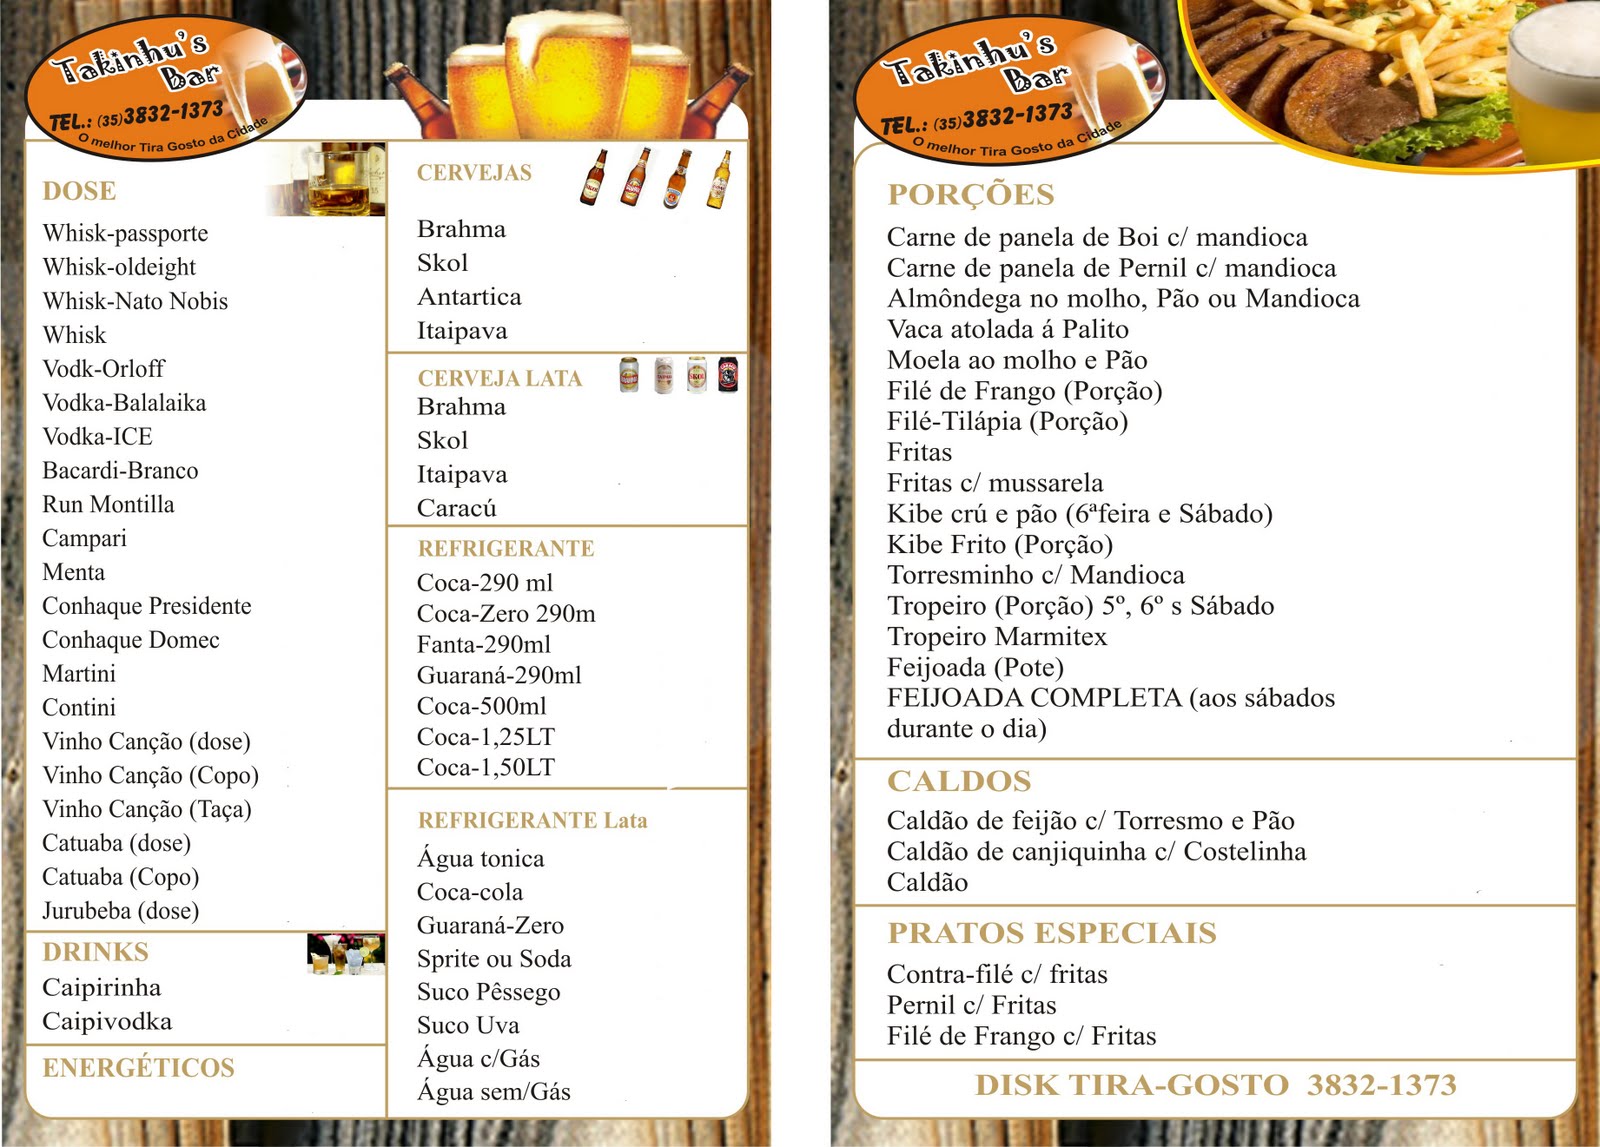 Takinhu's
Bar
TEL.: (35)3832-1373
O melhor Tira Gosto da Cidade
DOSE
Whisk-passporte
Whisk-oldeight
Whisk-Nato Nobis
Whisk
Vodk-Orloff
Vodka-Balalaika
Vodka-ICE
Bacardi-Branco
Run Montilla
Campari
Menta
Conhaque Presidente
Conhaque Domec
Martini
Contini
Vinho Canção (dose)
Vinho Canção (Copo)
Vinho Canção (Taça)
Catuaba (dose)
Catuaba (Copo)
Jurubeba (dose)
DRINKS
Caipirinha
Caipivodka
ENERGÉTICOS
CERVEJAS
Brahma
Skol
Antartica
Itaipava
CERVEJA LATA
SKOL
Brahma
Skol
Itaipava
Caracú
REFRIGERANTE
Coca-290 ml
Coca-Zero 290m
Fanta-290ml
Guaraná-290ml
Coca-500ml
Coca-1,25LT
Coca-1,50LT
REFRIGERANTE Lata
Água tonica
Coca-cola
Guaraná-Zero
Sprite ou Soda
Suco Pêssego
Suco Uva
Água c/Gás
Água sem/Gás
Takinhu's
Bar
TEL.: (35)3832-1373
O melhor Tira Gosto da Cidade
PORÇÕES
Carne de panela de Boi c/ mandioca
Carne de panela de Pernil c/ mandioca
Almôndega no molho, Pão ou Mandioca
Vaca atolada á Palito
Moela ao molho e Pão
Filé de Frango (Porção)
Filé-Tilápia (Porção)
Fritas
Fritas c/ mussarela
Kibe crú e pão (6ªfeira e Sábado)
Kibe Frito (Porção)
Torresminho c/ Mandioca
Tropeiro (Porção) 5º, 6º s Sábado
Tropeiro Marmitex
Feijoada (Pote)
FEIJOADA COMPLETA (aos sábados
durante o dia)
CALDOS
Caldão de feijão c/ Torresmo e Pão
Caldão de canjiquinha c/ Costelinha
Caldão
PRATOS ESPECIAIS
Contra-filé c/ fritas
Pernil c/ Fritas
Filé de Frango c/ Fritas
DISK TIRA-GOSTO 3832-1373